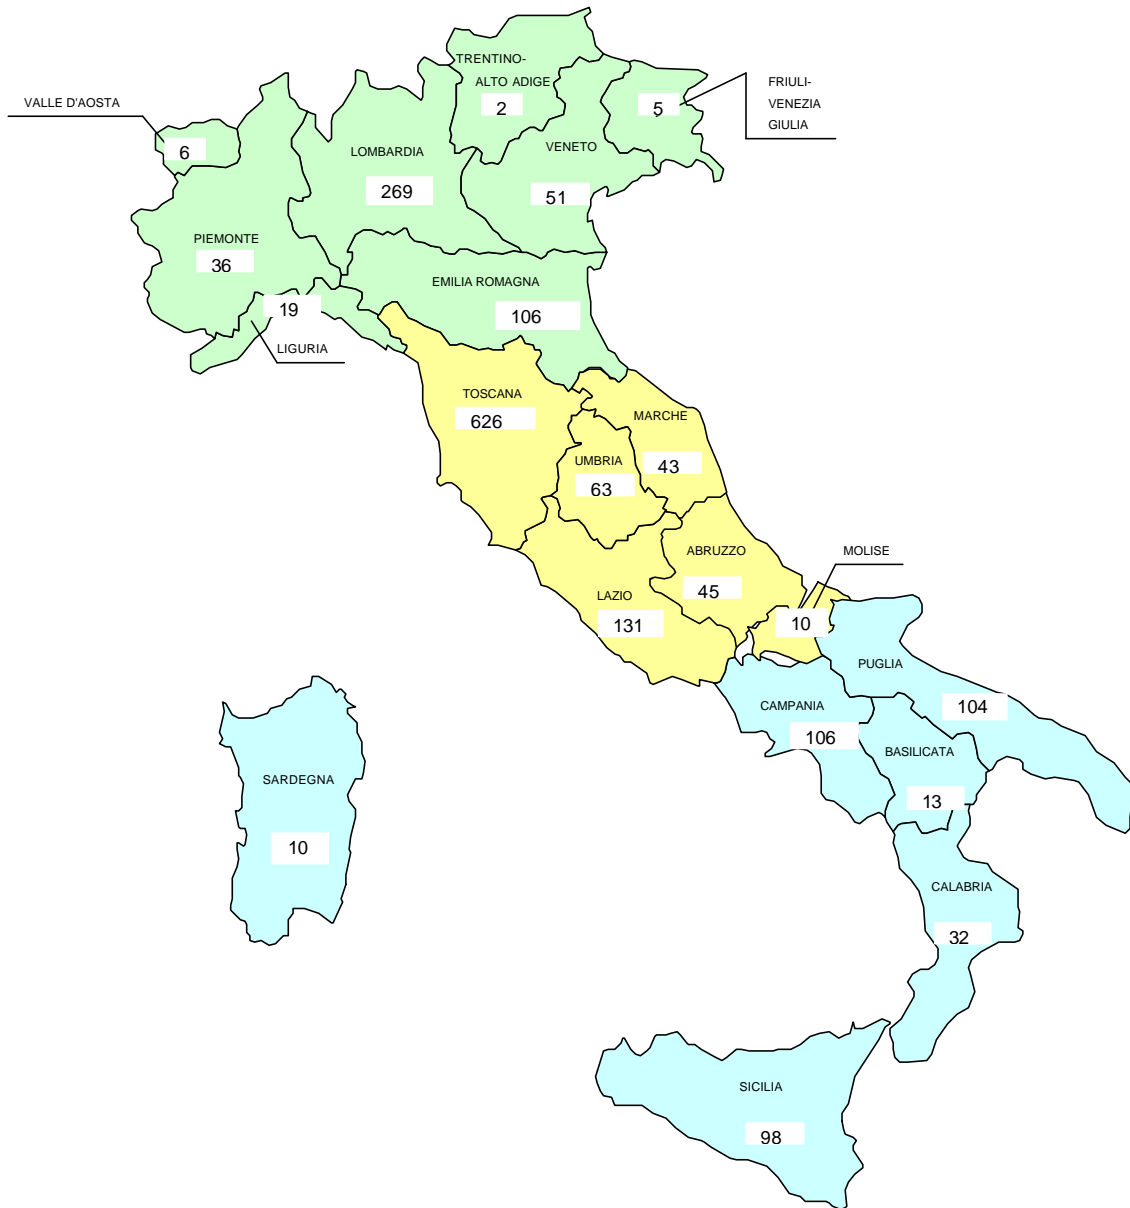 TRENTINO-
ALTO ADIGE
2
FRIULI-
VENEZIA
GIULIA
5
VALLE D'AOSTA
6
LOMBARDIA
269
VENETO
51
PIEMONTE
36
EMILIA ROMAGNA
106
19
LIGURIA
TOSCANA
626
MARCHE
43
UMBRIA
63
ABRUZZO
45
MOLISE
10
LAZIO
131
PUGLIA
104
CAMPANIA
106
BASILICATA
13
SARDEGNA
10
CALABRIA
32
SICILIA
98